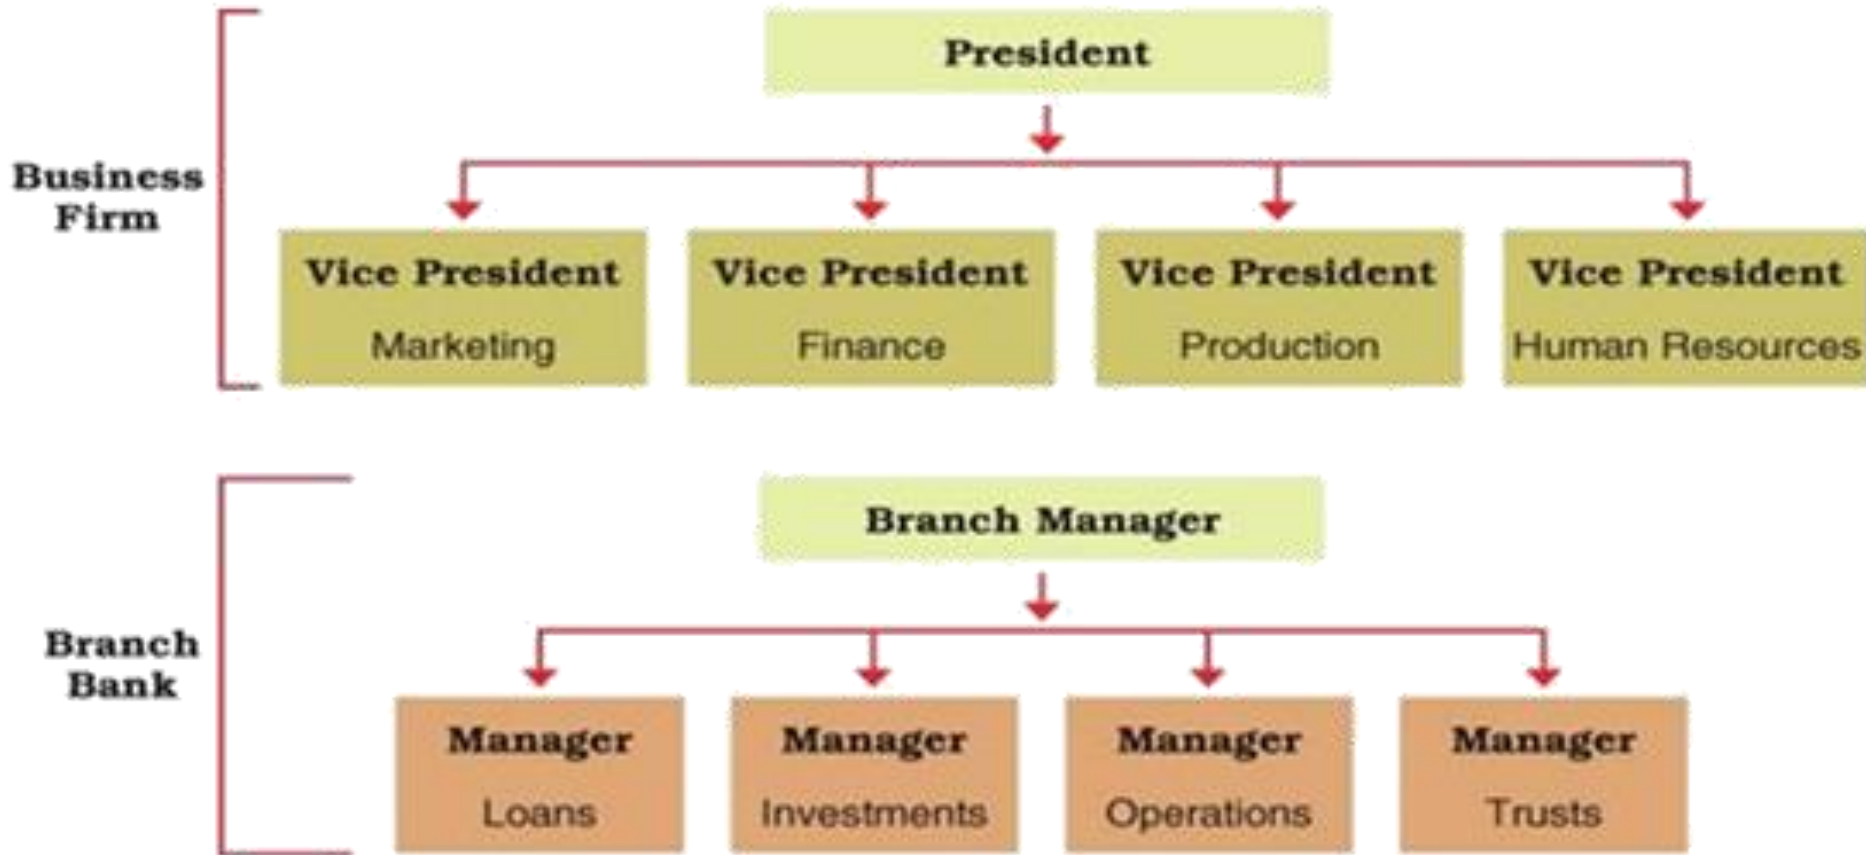 President
Business
Firm
Vice President
Marketing
Vice President
Finance
Vice President
Production
Vice President
Human Resources
Branch Manager
Branch
Bank
Manager
Loans
Manager
Investments
Manager
Operations
Manager
Trusts